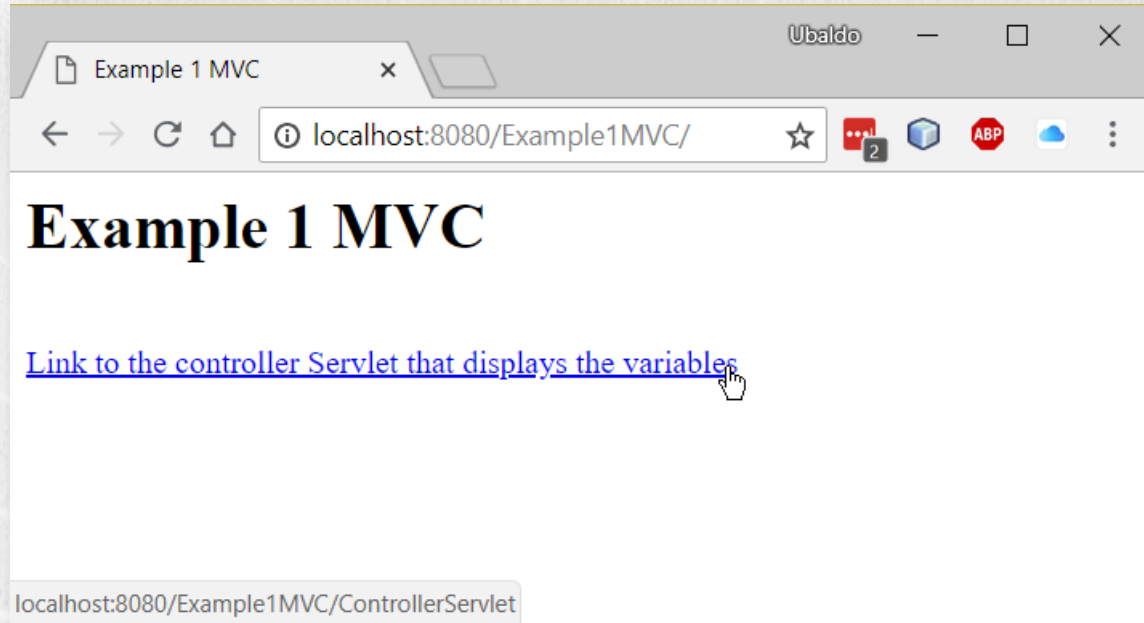 Ubaldo
Example 1 MVC
localhost:8080/Example1MVC/
2
ABP
Example 1 MVC
Link to the controller Servlet that displays the variables
localhost:8080/Example1MVC/ControllerServlet